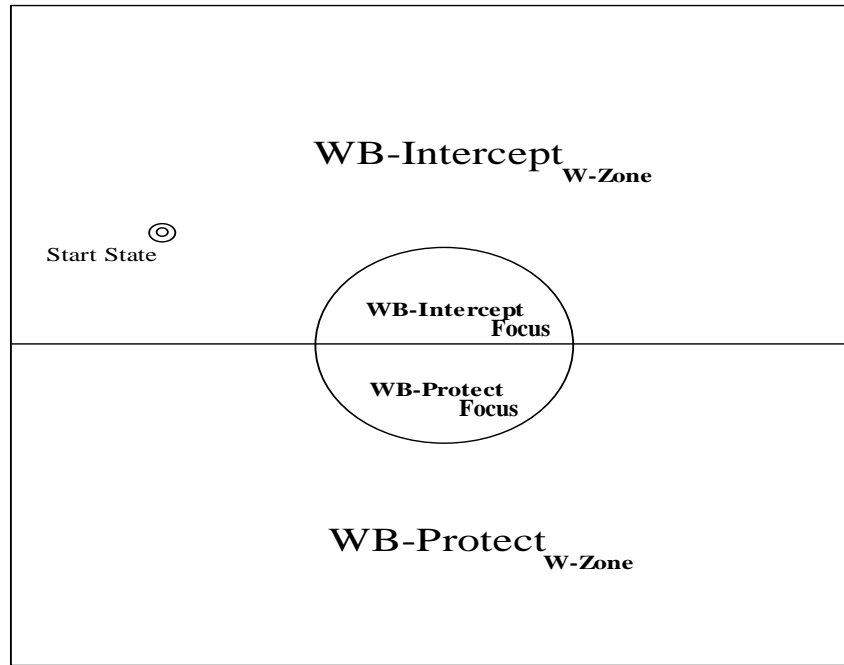 WB-Intercept
W-Zone
Start State
WB-Intercept
Focus
WB-Protect
Focus
WB-Protect
W-Zone